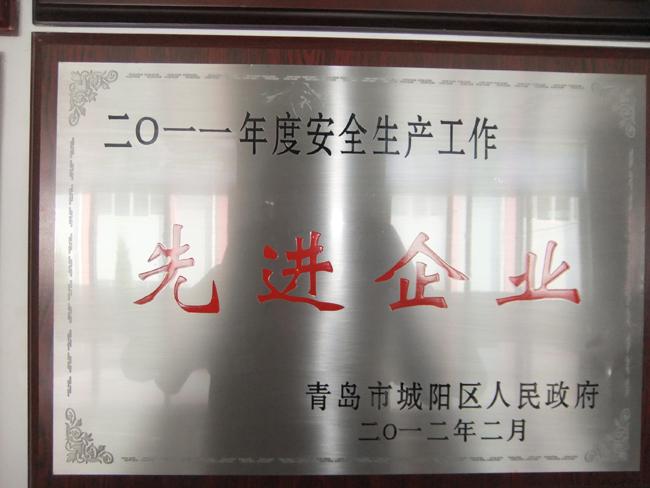 二〇一一年度安全生产工作
先进企业
青岛市城阳区人民政府
二〇一二年二月